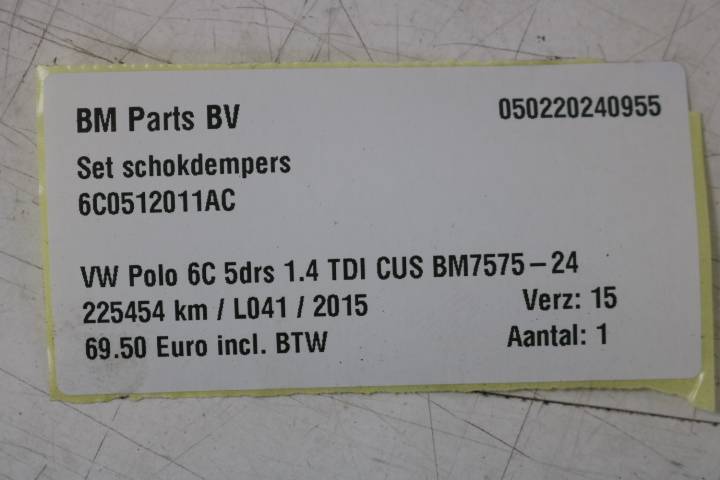 BM Parts BV 050220240955
Set schokdempers
6C0512011AC
VW Polo 6C 5drs 1.4 TDI CUS BM7575-24
225454 km / L041 / 2015 Verz: 15
69.50 Euro incl. BTW Aantal: 1